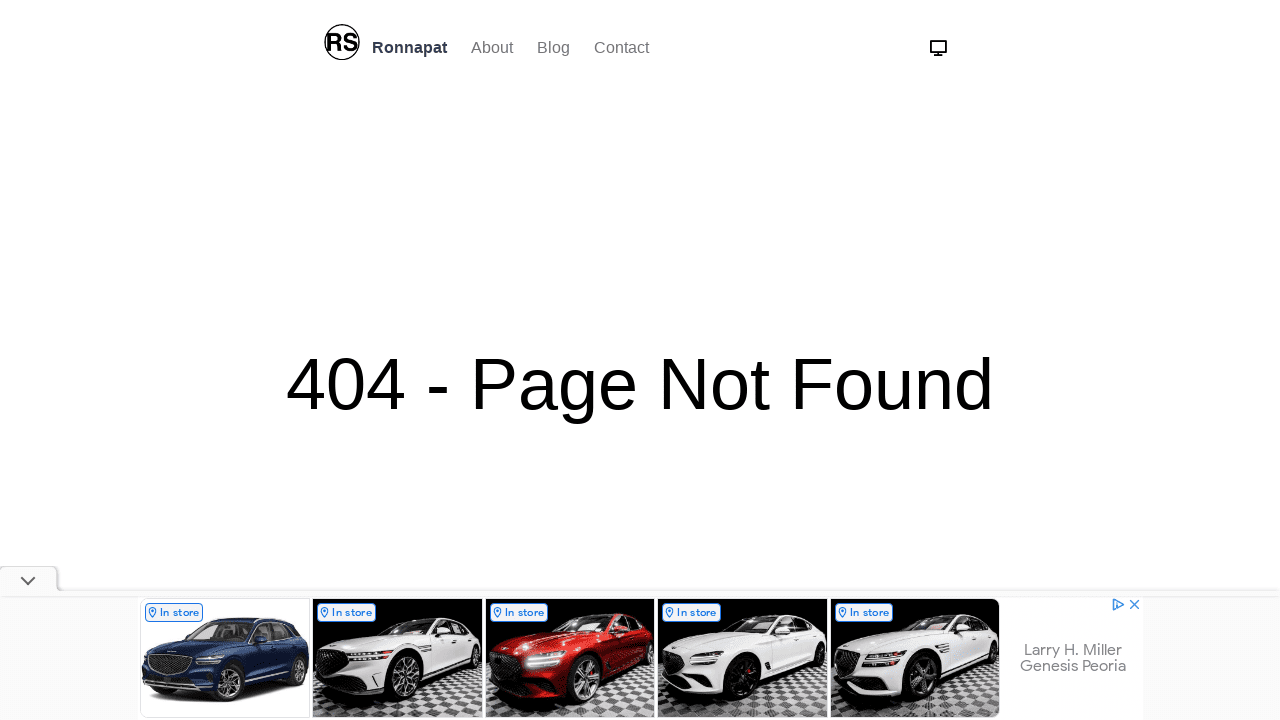 RS Ronnapat About Blog Contact
404 - Page Not Found
In store In store In store In store In store
Larry H. Miller
Genesis Peoria